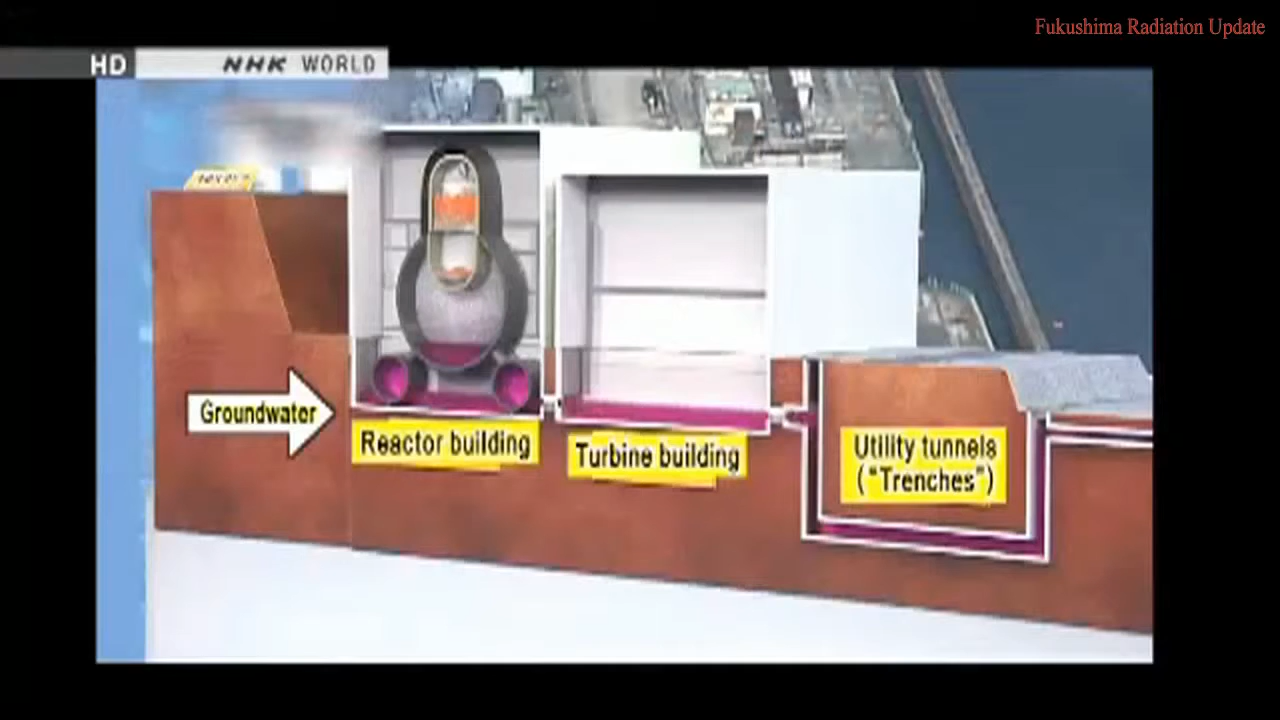 Fukushima Radiation Update
HD NHK WORLD
Groundwater
Reactor building
Turbine building
Utility tunnels
("Trenches")